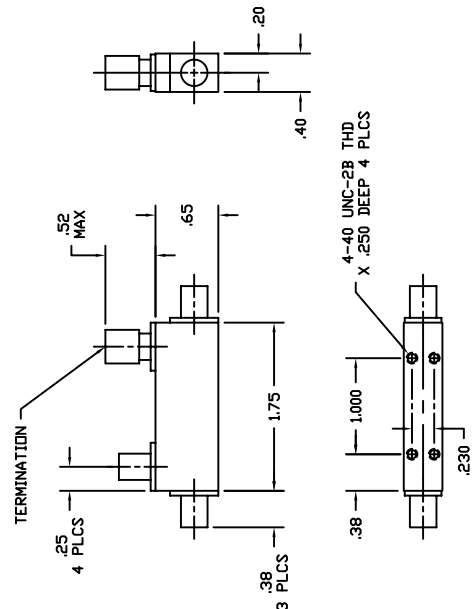 .20
.40
.52
MAX
.65
4-40 UNC-2B THD
X .250 DEEP 4 PLCS
TERMINATION
1.75
1.000
.25
4 PLCS
.38
3 PLCS
.38
.230